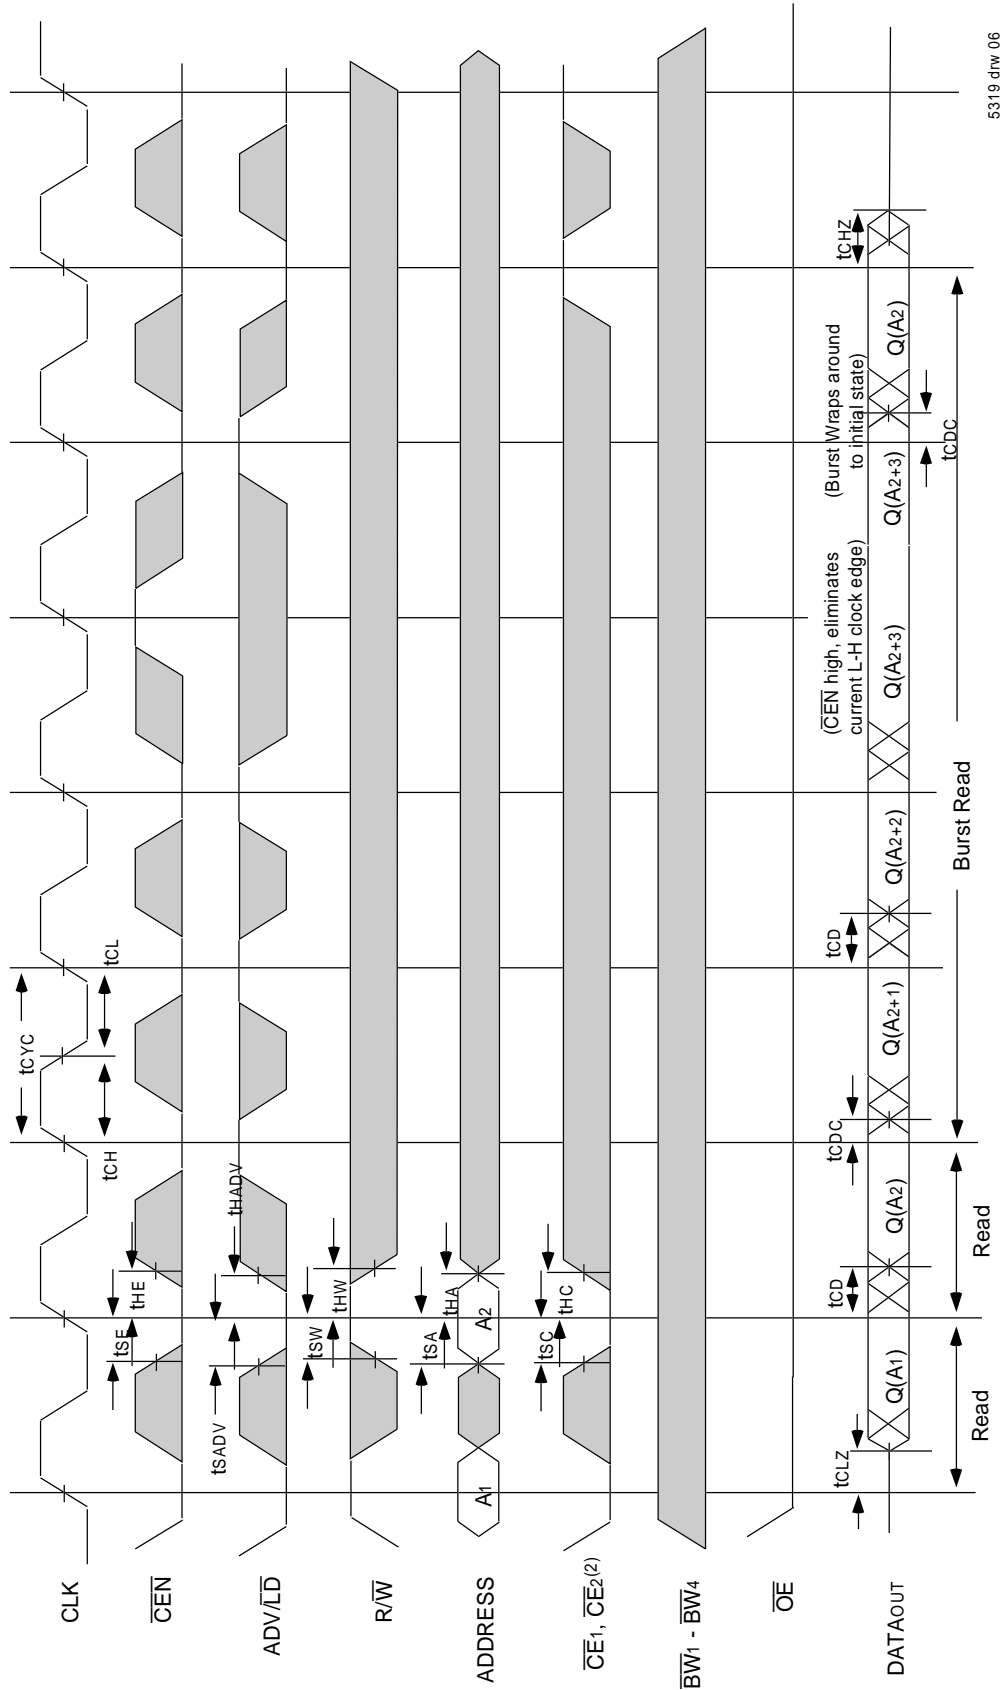 tCYC
CLK
tCH
tCL
tSE
tHE
CEN
tSADV
tHADV
ADV/LD
tSW
tHW
R/W
tSA
tHA
ADDRESS
A1
A2
tSC
tHC
CE1, CE2(2)
BW1 - BW4
OE
(CEN high, eliminates
current L-H clock edge)
(Burst Wraps around
to initial state)
tCLZ
tCD
tCDC
tCD
tCHZ
DATAOUT
Q(A1)
Q(A2)
Q(A2+1)
Q(A2+2)
Q(A2+3)
Q(A2+3)
Q(A2)
tCDC
Read
Read
Burst Read
5319 drw 06